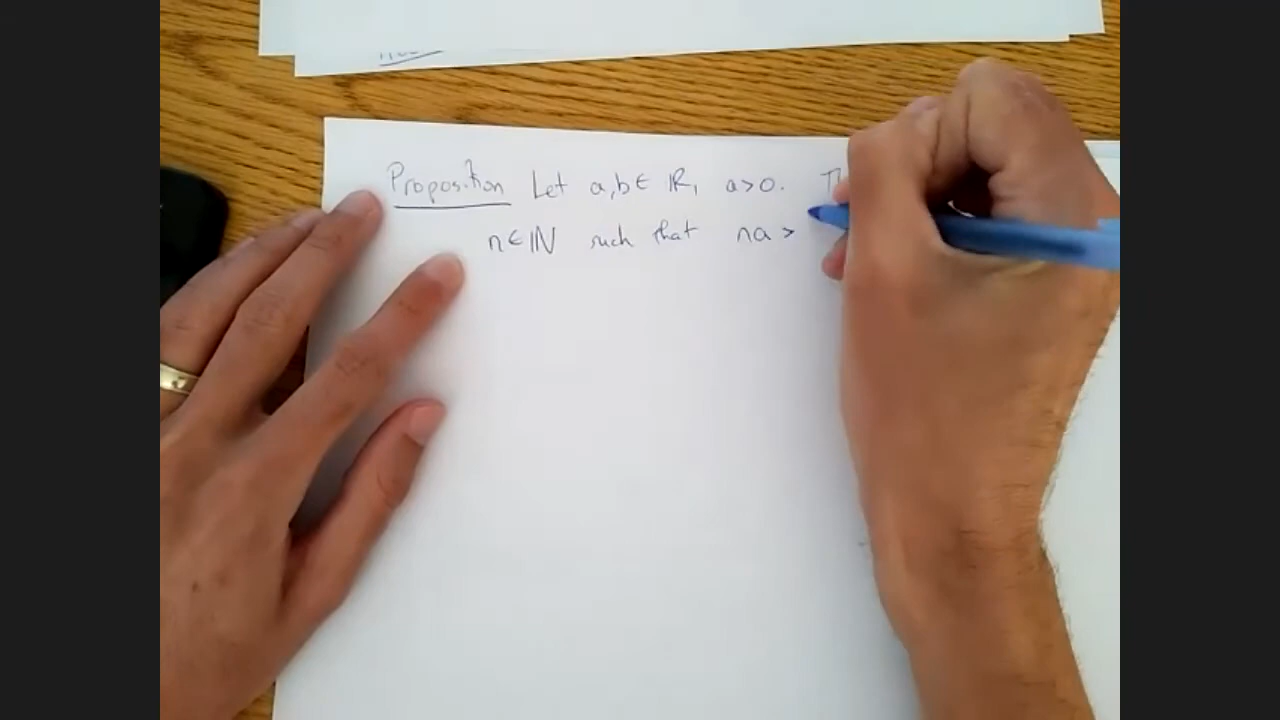 Proposition Let a,b ∈ ℝ, a>0.
n ∈ ℕ such that na >